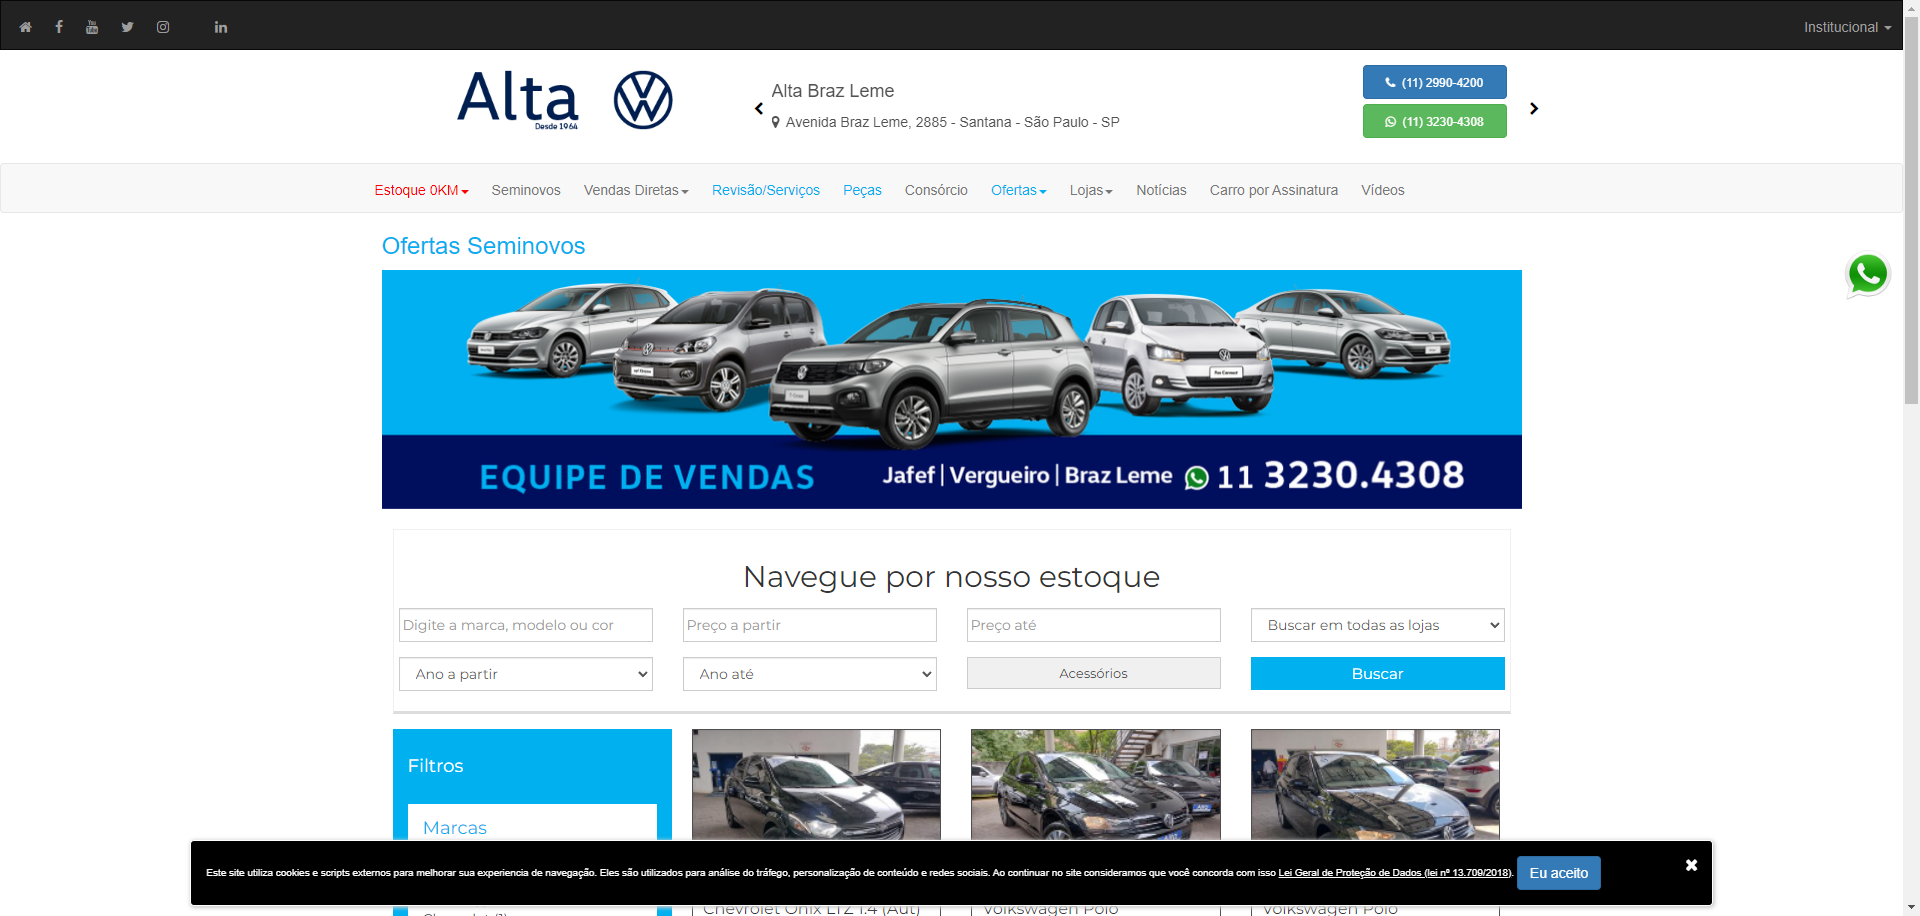 Institucional
Alta
Desde 1964
Alta Braz Leme
Avenida Braz Leme, 2885 - Santana - São Paulo - SP
(11) 2990-4200
(11) 3230-4308
Estoque 0KM Seminovos Vendas Diretas Revisão/Serviços Peças Consórcio Ofertas Lojas Notícias Carro por Assinatura Vídeos
Ofertas Seminovos
EQUIPE DE VENDAS Jafef | Vergueiro | Braz Leme 11 3230.4308
Navegue por nosso estoque
Digite a marca, modelo ou cor Preço a partir Preço até Buscar em todas as lojas
Ano a partir Ano até Acessórios Buscar
Filtros
Marcas
Este site utiliza cookies e scripts externos para melhorar sua experiencia de navegação. Eles são utilizados para análise do tráfego, personalização de conteúdo e redes sociais. Ao continuar no site consideramos que você concorda com isso Lei Geral de Proteção de Dados (lei nº 13.709/2018). Eu aceito
Chevrolet Onix LTZ 1.4 (Aut) Volkswagen Polo Volkswagen Polo
Chevrolet (1)